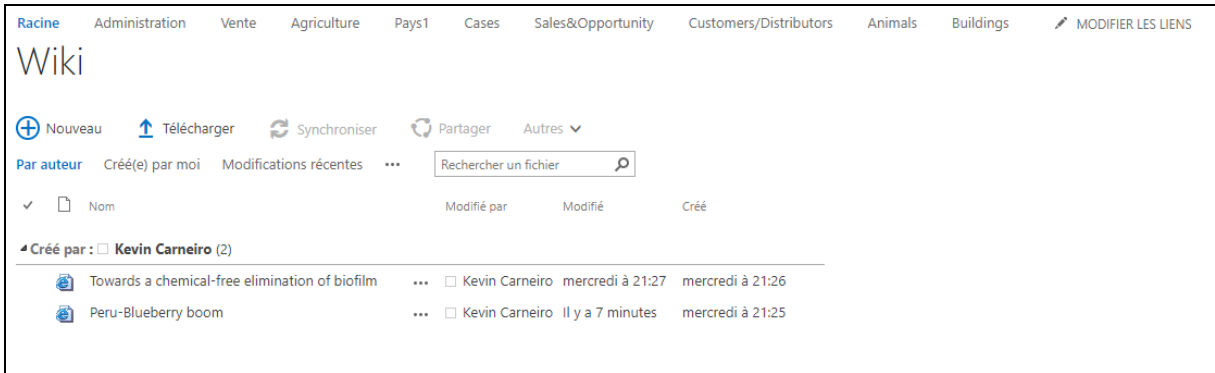 Racine Administration Vente Agriculture Pays1 Cases Sales&Opportunity Customers/Distributors Animals Buildings MODIFIER LES LIENS
Wiki
Nouveau Télécharger Synchroniser Partager Autres
Par auteur Créé(e) par moi Modifications récentes ••• Rechercher un fichier
Nom Modifié par Modifié Créé
Créé par : Kevin Carneiro (2)
Towards a chemical-free elimination of biofilm ••• Kevin Carneiro mercredi à 21:27 mercredi à 21:26
Peru-Blueberry boom ••• Kevin Carneiro Il y a 7 minutes mercredi à 21:25